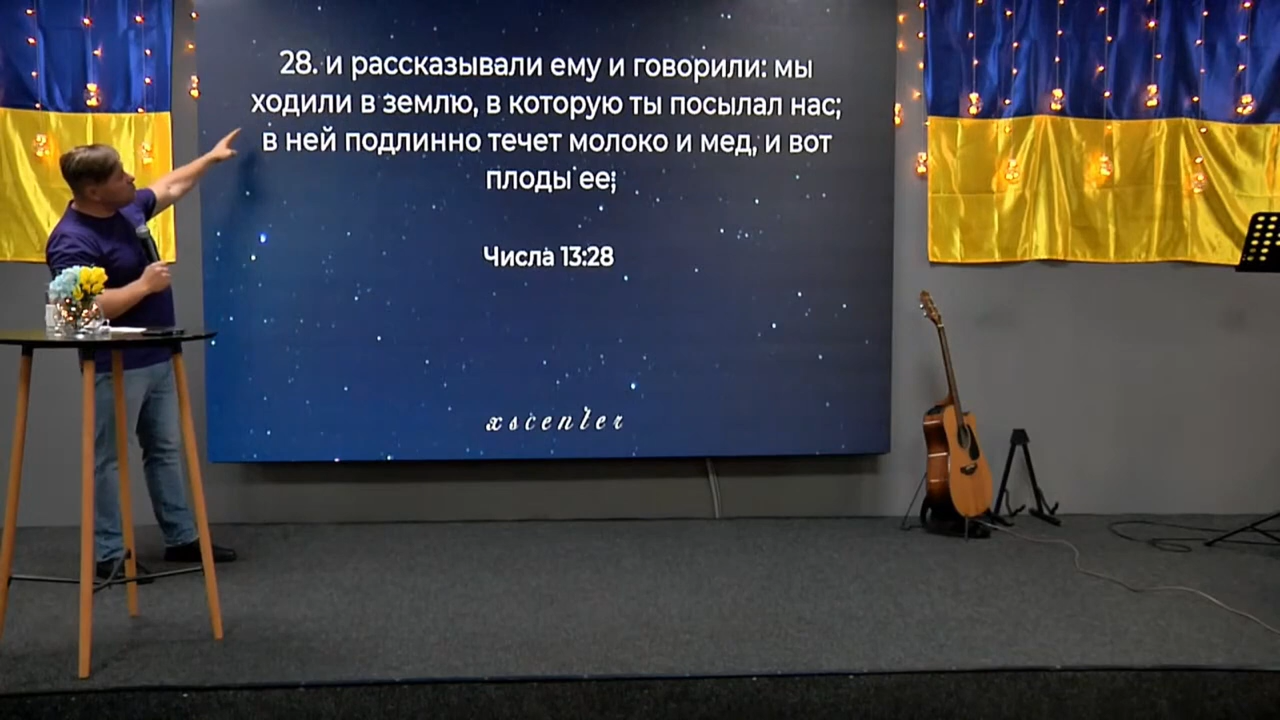 28. и рассказывали ему и говорили: мы
ходили в землю, в которую ты посылал нас;
в ней подлинно течет молоко и мед, и вот
плоды ее;
Числа 13:28
xscenter